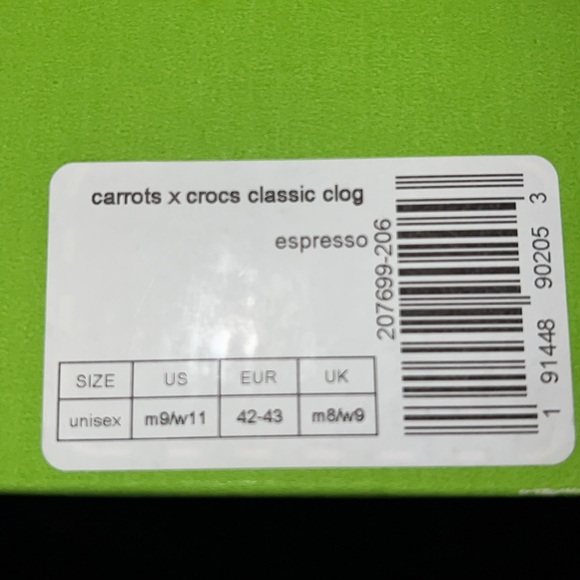 carrots x crocs classic clog
espresso
SIZE US EUR UK
unisex m9/w11 42-43 m8/w9
207699-206
1 91448 90205 3